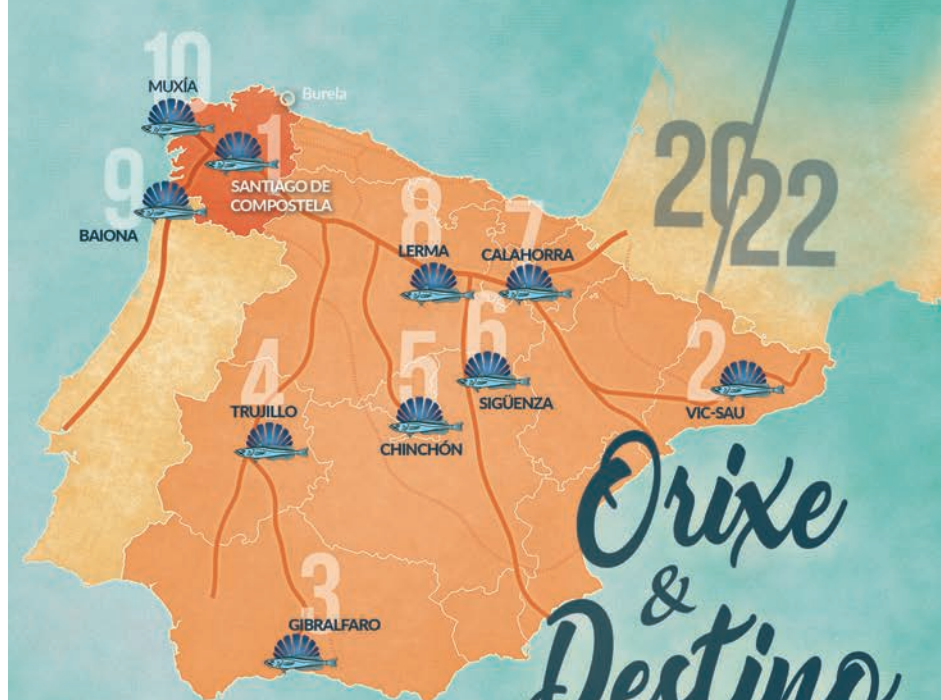 10
MUXÍA
Burela
1
SANTIAGO DE
COMPOSTELA
9
BAIONA
20/22
8
LERMA
7
CALAHORRA
6
SIGÜENZA
5
CHINCHÓN
4
TRUJILLO
2
VIC-SAU
3
GIBRALFARO
Orixe
&
Destino